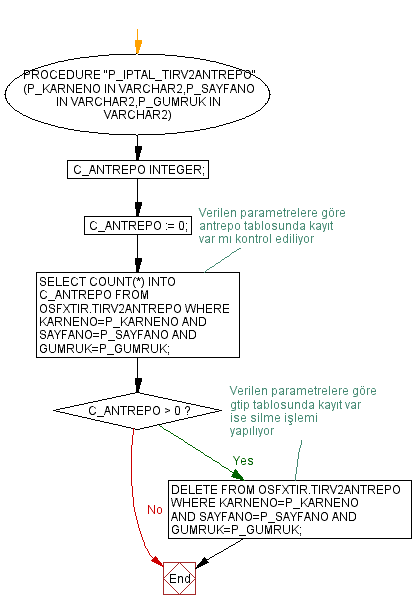 PROCEDURE "P_IPTAL_TIRV2ANTREPO"
(P_KARNENO IN VARCHAR2,P_SAYFANO
IN VARCHAR2,P_GUMRUK IN
VARCHAR2)
C_ANTREPO INTEGER;
C_ANTREPO := 0;
Verilen parametrelere göre
antrepo tablosunda kayıt
var mı kontrol ediliyor
SELECT COUNT(*) INTO
C_ANTREPO FROM
OSFXTIR.TIRV2ANTREPO WHERE
KARNENO=P_KARNENO AND
SAYFANO=P_SAYFANO AND
GUMRUK=P_GUMRUK;
C_ANTREPO > 0 ?
Verilen parametrelere göre
gtip tablosunda kayıt var
ise silme işlemi
yapılıyor
Yes
DELETE FROM OSFXTIR.TIRV2ANTREPO
WHERE KARNENO=P_KARNENO
AND SAYFANO=P_SAYFANO AND
GUMRUK=P_GUMRUK;
No
End